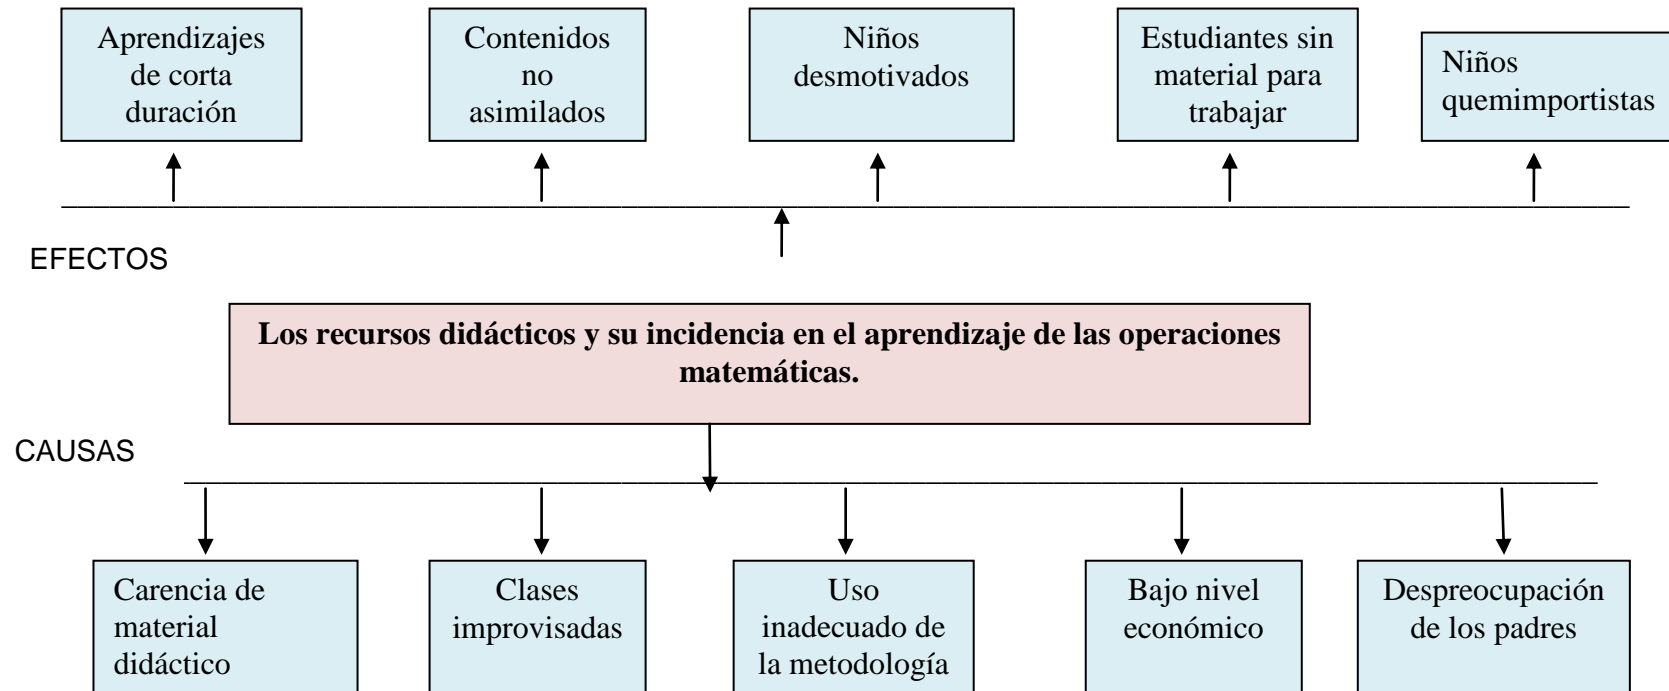 Aprendizajes
de corta
duración
Contenidos
no
asimilados
Niños
desmotivados
Estudiantes sin
material para
trabajar
Niños
quemimportistas
EFECTOS
Los recursos didácticos y su incidencia en el aprendizaje de las operaciones
matemáticas.
CAUSAS
Carencia de
material
didáctico
Clases
improvisadas
Uso
inadecuado de
la metodología
Bajo nivel
económico
Despreocupación
de los padres